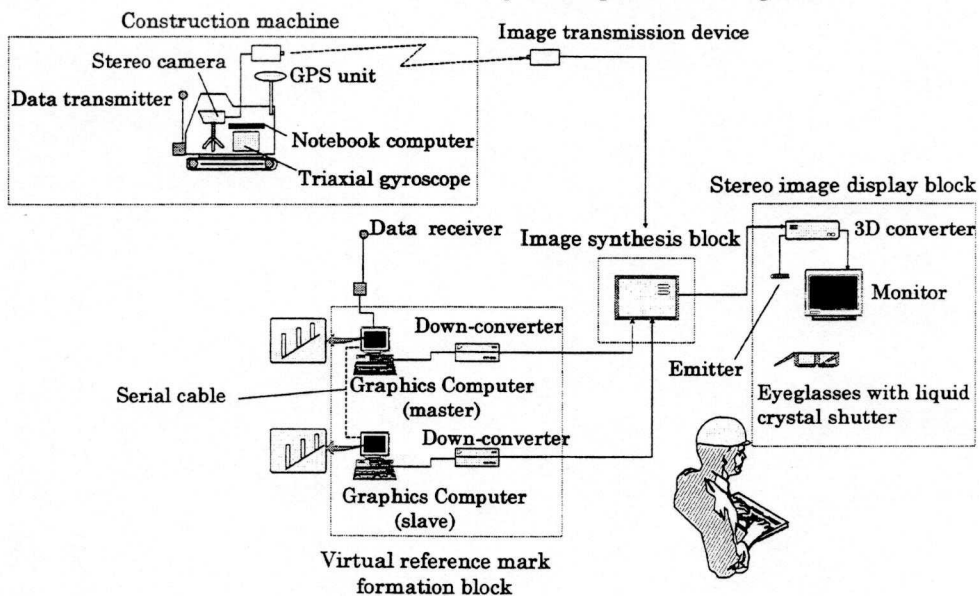 Construction machine
Image transmission device
Stereo camera
GPS unit
Data transmitter
Notebook computer
Triaxial gyroscope
Stereo image display block
Data receiver
Image synthesis block
3D converter
Down-converter
Monitor
Emitter
Serial cable
Graphics Computer
(master)
Eyeglasses with liquid
crystal shutter
Down-converter
Graphics Computer
(slave)
Virtual reference mark
formation block